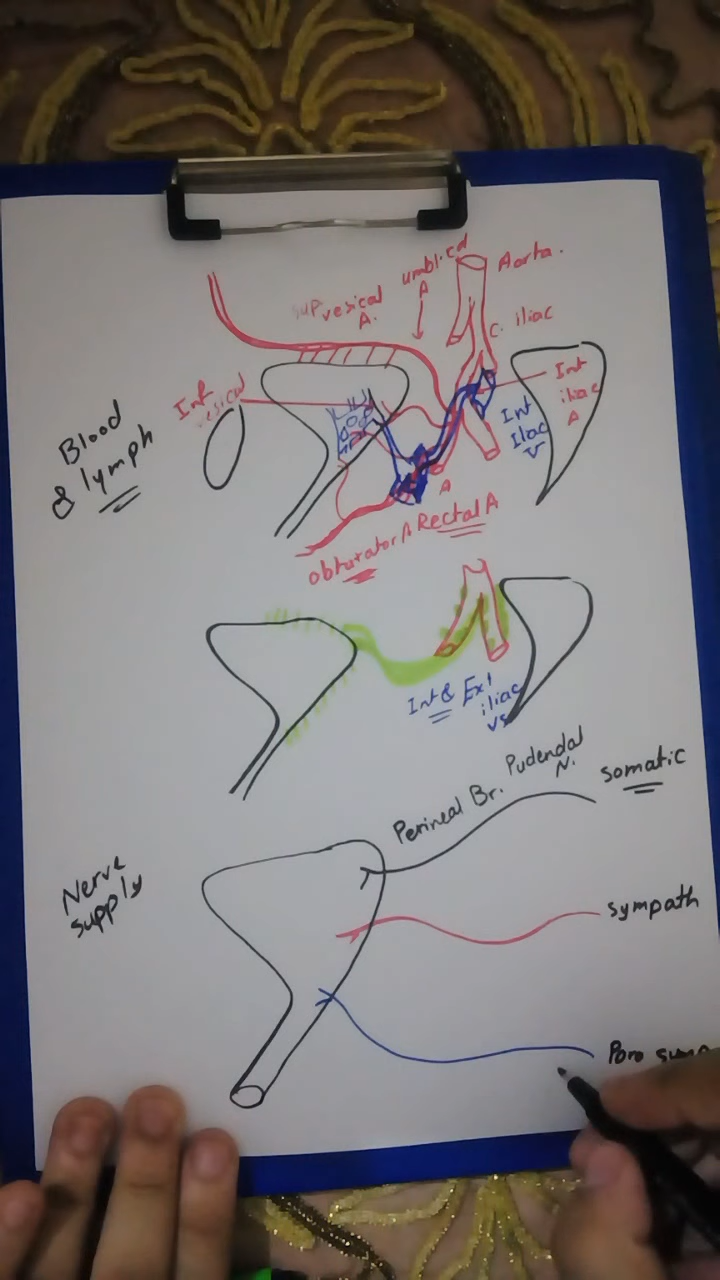 umblical
A
Aorta.
sup vesical
A.
C. iliac
Inf
vesical
Int
iliac
A
Int
Iliac
V
Blood
& lymph
A
Rectal A
obturator A
Int & Ext
iliac
vs
Perineal Br.
Pudendal
N.
somatic
Nerve
supply
sympath
Para symp